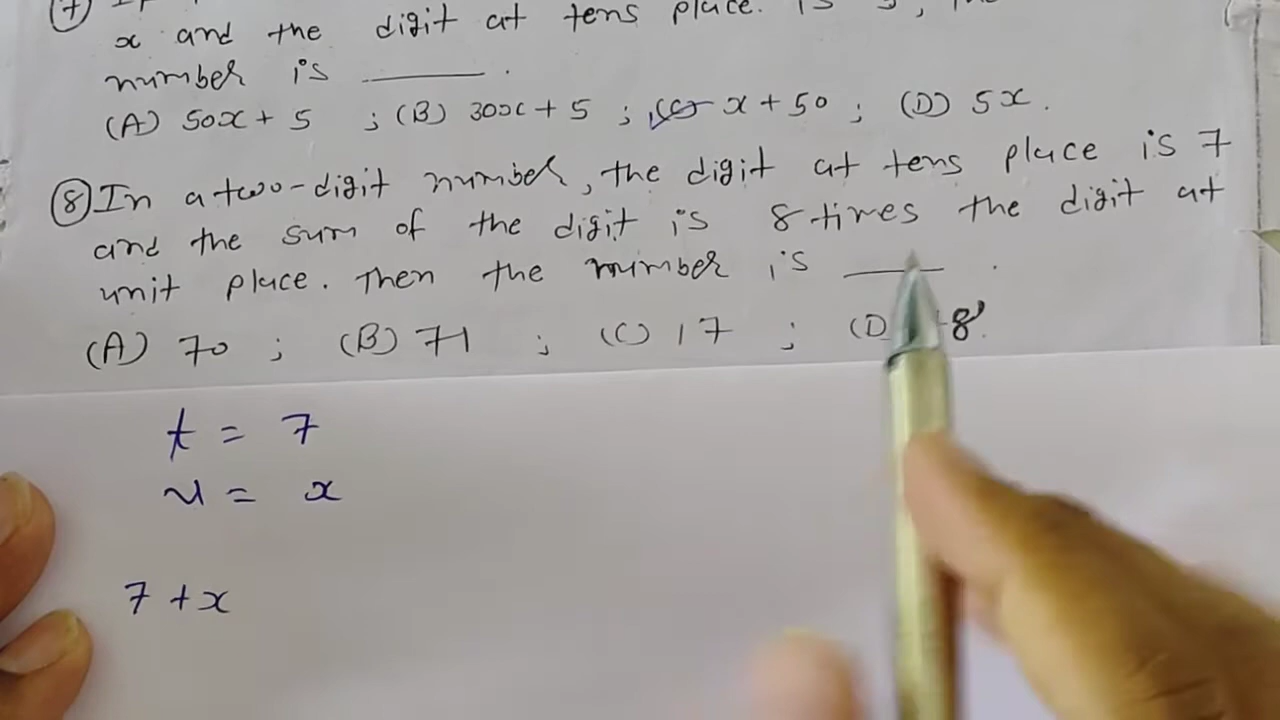 (7)
x and the digit at tens place. is 5, the
number is ______.
(A) 50x + 5 ; (B) 30x + 5 ; (C) x + 50 ; (D) 5x.
(8) In a two-digit number, the digit at tens place is 7
and the sum of the digit is 8 times the digit at
unit place. Then the number is ______.
(A) 70 ; (B) 71 ; (C) 17 ; (D) 8.
t = 7
u = x
7 + x